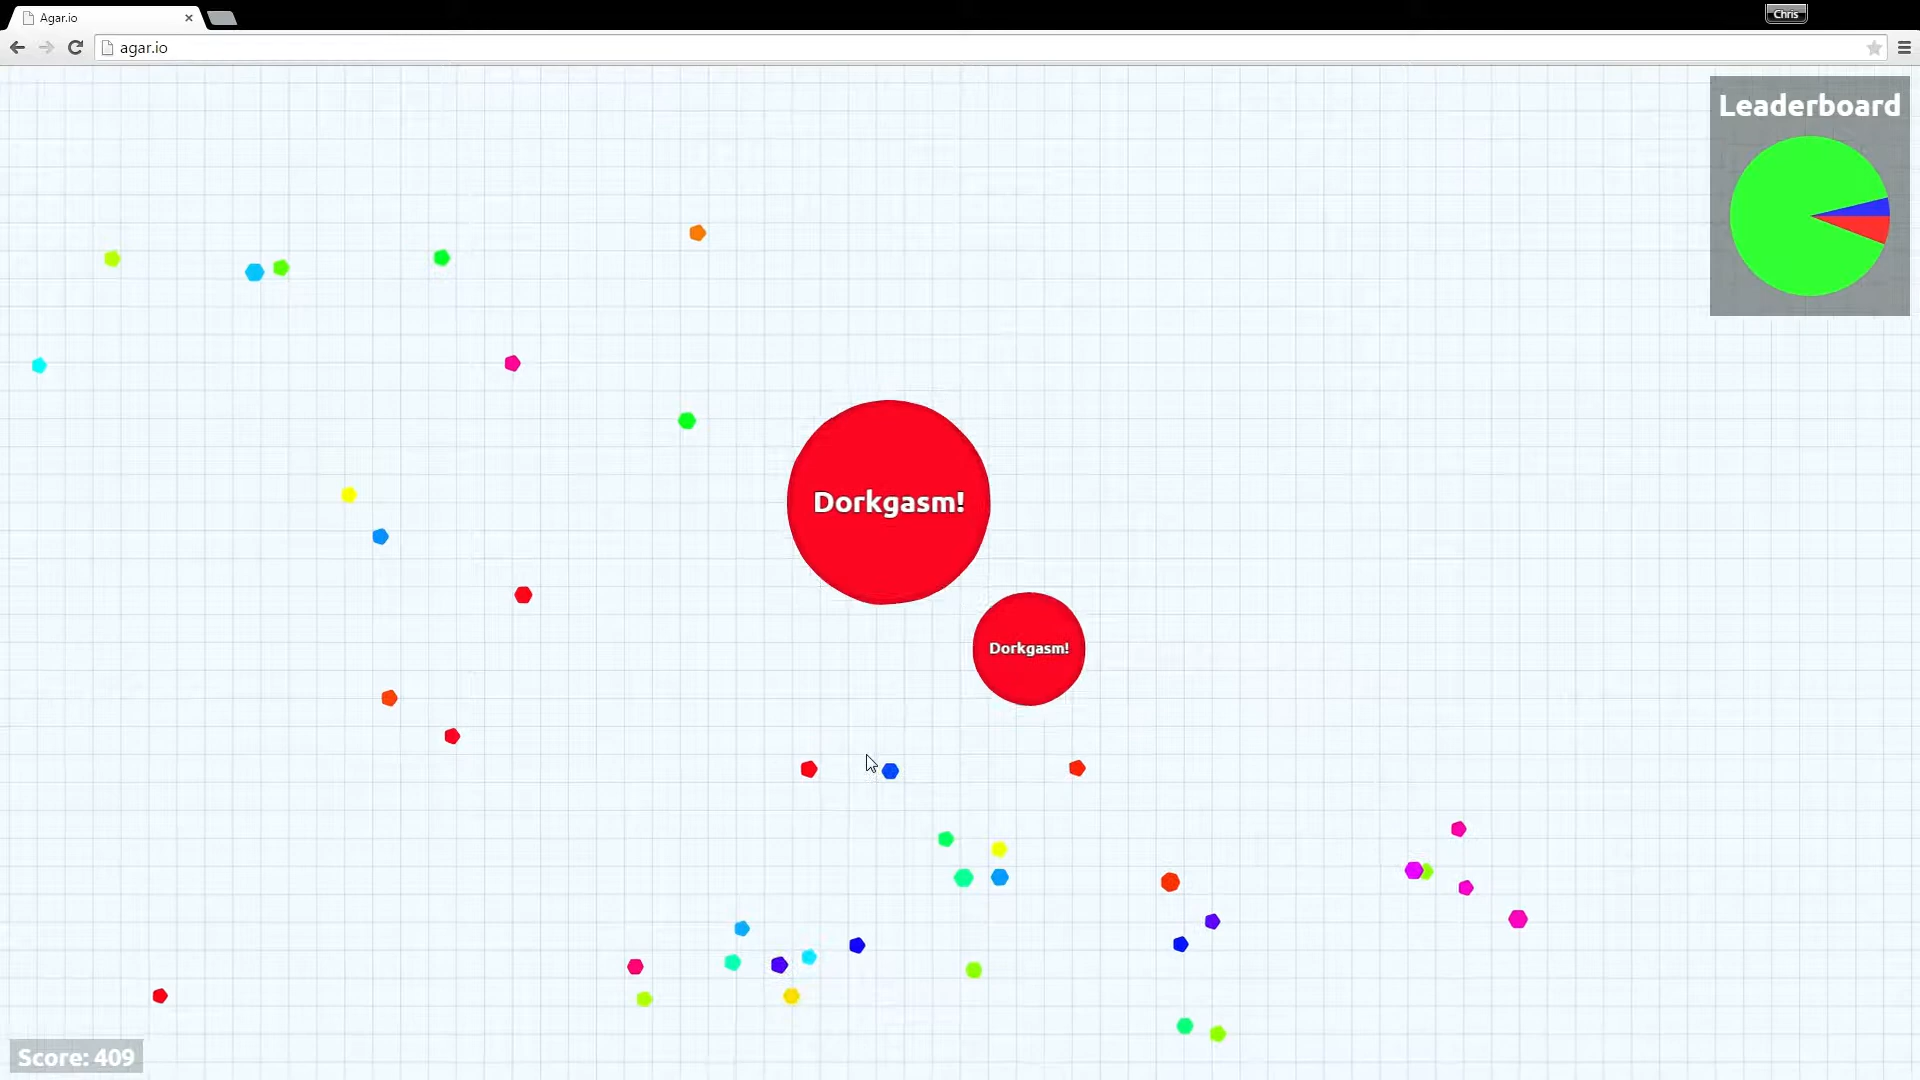 Agar.io
Chris
agar.io
Leaderboard
Dorkgasm!
Dorkgasm!
Score: 409